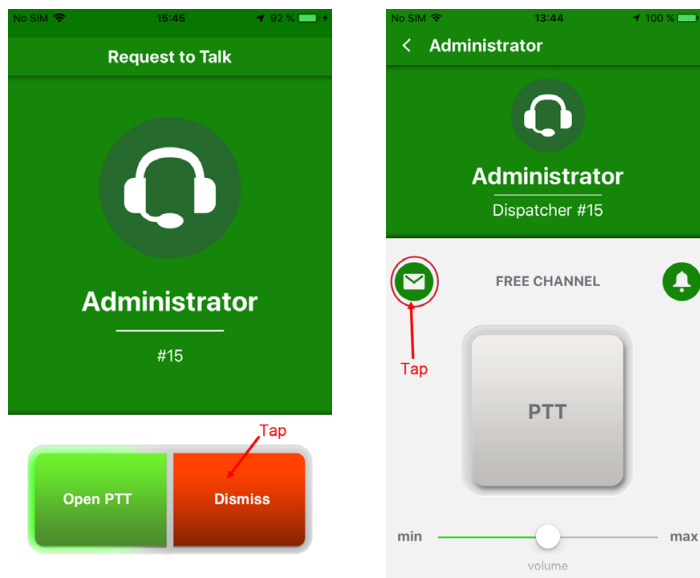 No SIM 15:45 92 %
Request to Talk
Administrator
#15
Tap
Open PTT Dismiss
No SIM 13:44 100 %
Administrator
Administrator
Dispatcher #15
FREE CHANNEL
Tap
PTT
min max
volume